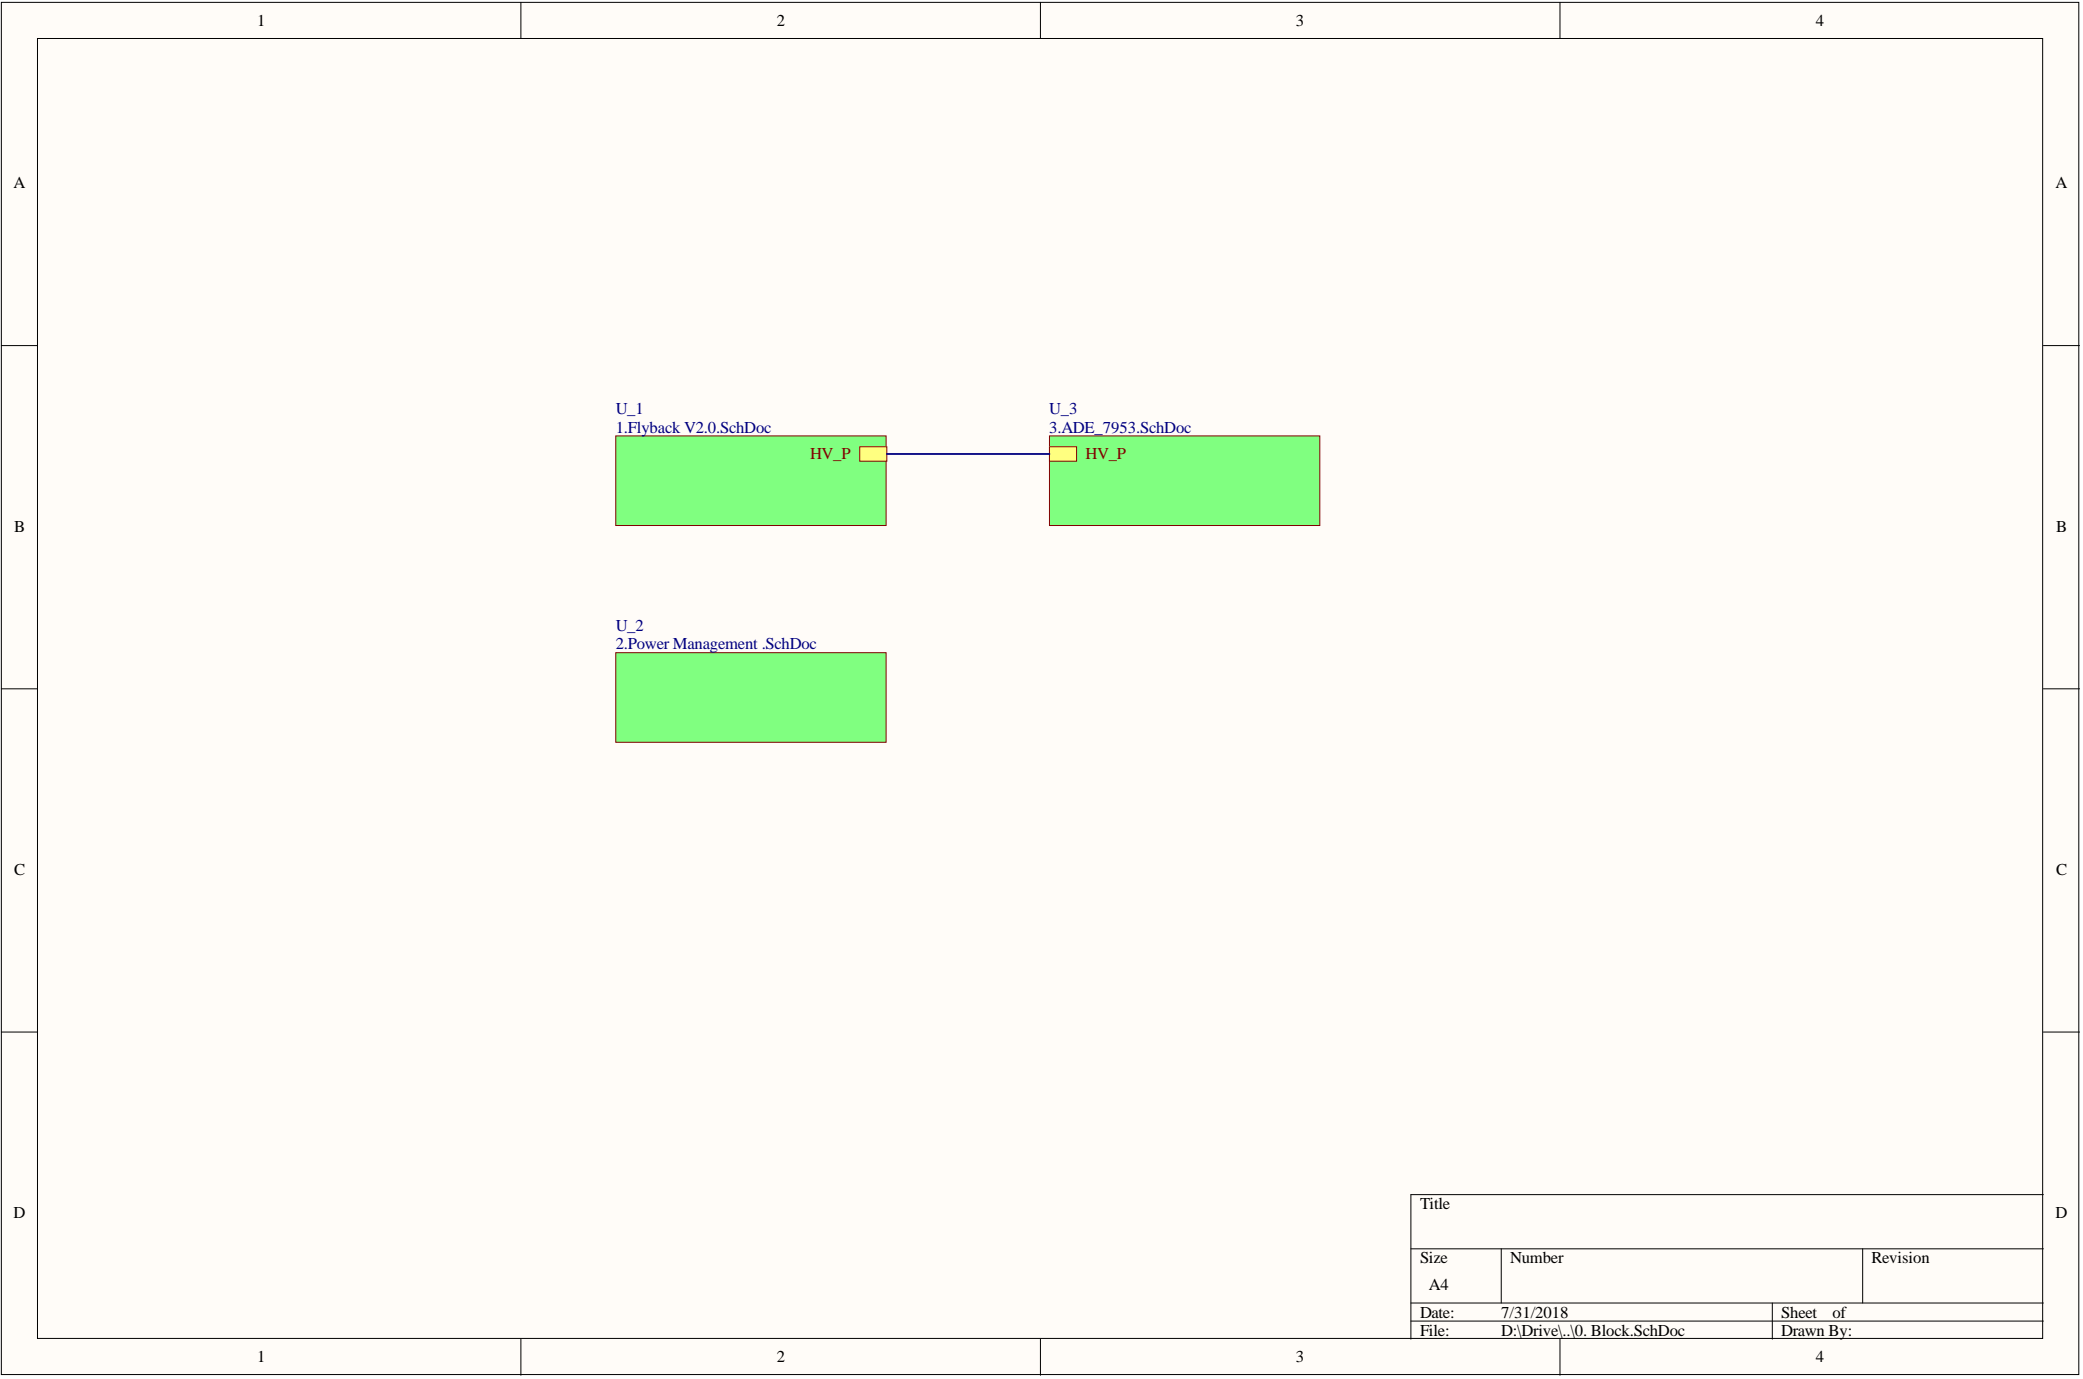 1 2 3 4
A A
U_1 U_3
1.Flyback V2.0.SchDoc 3.ADE_7953.SchDoc
HV_P HV_P
B B
U_2
2.Power Management .SchDoc
C C
D D
Title
Size Number Revision
A4
Date: 7/31/2018 Sheet of
File: D:\Drive\..\0. Block.SchDoc Drawn By:
1 2 3 4